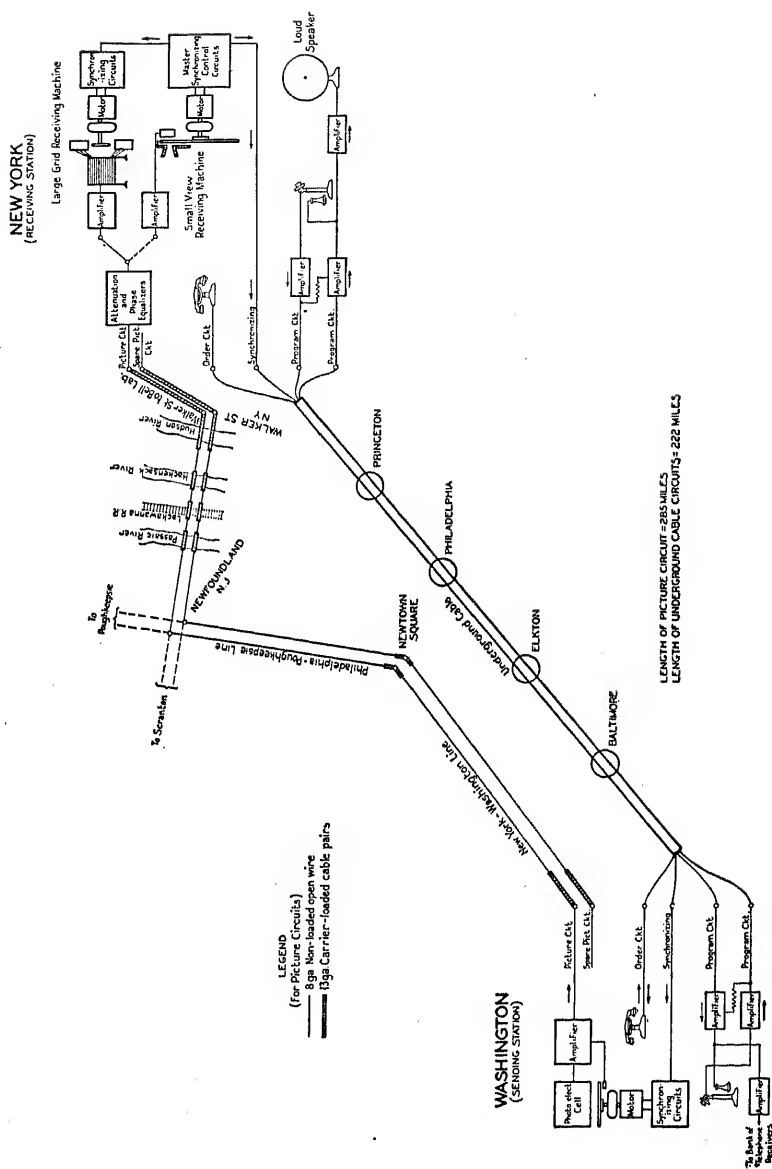 NEW YORK
(RECEIVING STATION)
Large Grid Receiving Machine
Amplifier
Motor
Synchron-
izing
Circuits
Master
Synchronizing
Control
Circuits
Motor
Amplifier
Small View
Receiving Machine
Attenuation
and
Phase
Equalizers
Picture Ckt
Spare Pict.
Ckt
Walker St to Bell Lab.
Hudson River
Hackensack River
Lackawanna R.R
Passaic River
NEWFOUNDLAND
N.J
To
Poughkeepsie
To Scranton
Philadelphia-Poughkeepsie Line
NEWTOWN
SQUARE
New York-Washington Line
Order Ckt
Synchronizing
Program Ckt
Program Ckt
Amplifier
Amplifier
Amplifier
Loud
Speaker
WALKER ST
NY
PRINCETON
PHILADELPHIA
Underground Cable
ELKTON
BALTIMORE
LENGTH OF PICTURE CIRCUIT = 285 MILES
LENGTH OF UNDERGROUND CABLE CIRCUITS = 222 MILES
LEGEND
(For Picture Circuits)
8 ga Non-loaded open wire
13 ga. Carrier-loaded cable pairs
WASHINGTON
(SENDING STATION)
Photo elect
Cell
Amplifier
Motor
Synchron-
izing
Circuits
Picture Ckt
Spare Pict Ckt
Order Ckt
Synchronizing
Program Ckt
Program Ckt
Amplifier
Amplifier
Amplifier
To Bank of
Telephone
Receivers